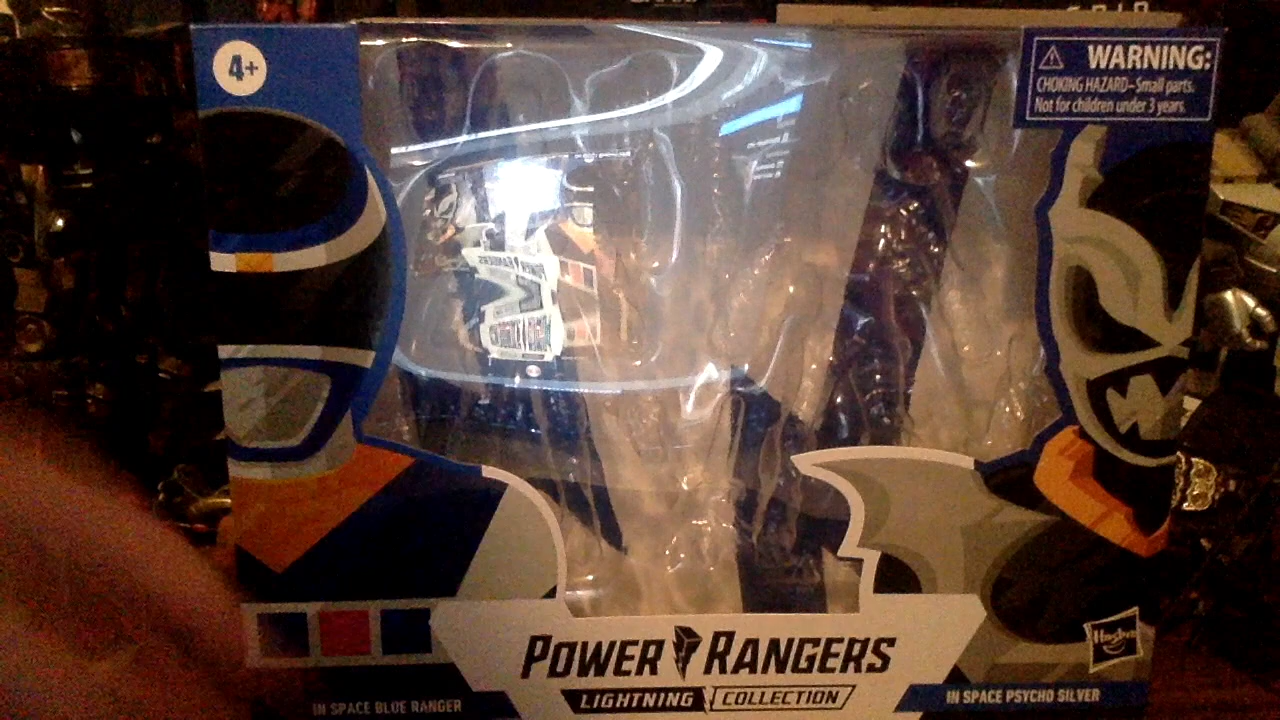 4+
WARNING:
CHOKING HAZARD–Small parts.
Not for children under 3 years.
POWER RANGERS
LIGHTNING COLLECTION
Hasbro
IN SPACE BLUE RANGER
IN SPACE PSYCHO SILVER